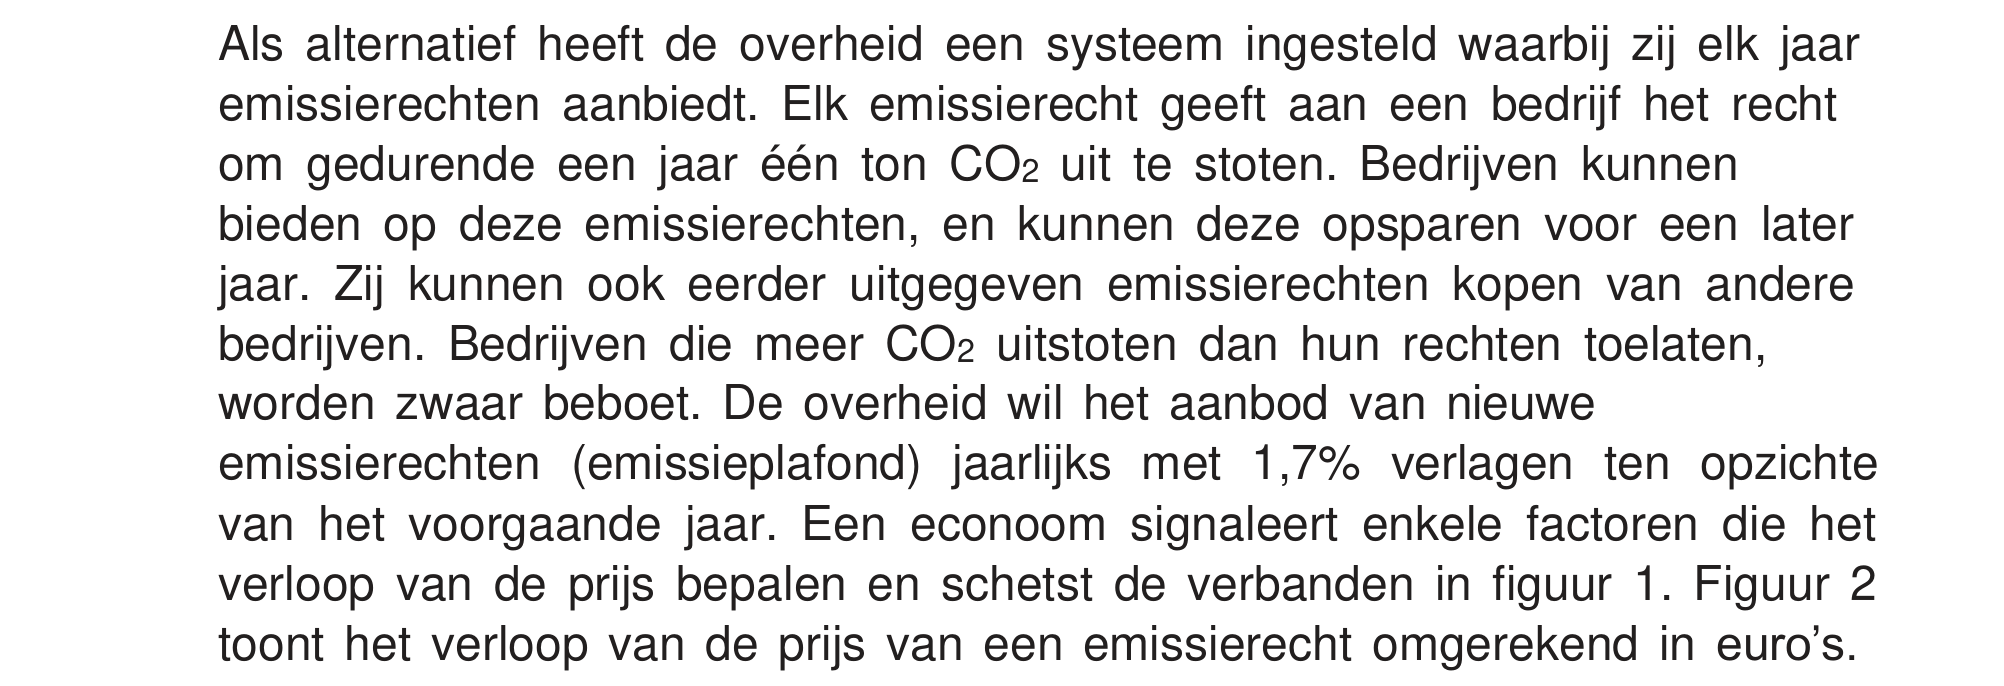 Als alternatief heeft de overheid een systeem ingesteld waarbij zij elk jaar
emissierechten aanbiedt. Elk emissierecht geeft aan een bedrijf het recht
om gedurende een jaar één ton CO₂ uit te stoten. Bedrijven kunnen
bieden op deze emissierechten, en kunnen deze opsparen voor een later
jaar. Zij kunnen ook eerder uitgegeven emissierechten kopen van andere
bedrijven. Bedrijven die meer CO₂ uitstoten dan hun rechten toelaten,
worden zwaar beboet. De overheid wil het aanbod van nieuwe
emissierechten (emissieplafond) jaarlijks met 1,7% verlagen ten opzichte
van het voorgaande jaar. Een econoom signaleert enkele factoren die het
verloop van de prijs bepalen en schetst de verbanden in figuur 1. Figuur 2
toont het verloop van de prijs van een emissierecht omgerekend in euro’s.